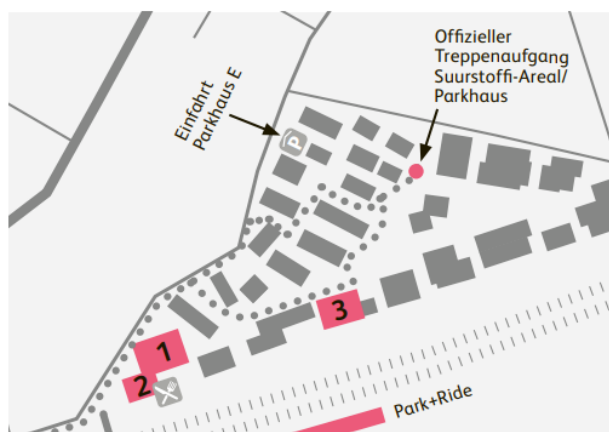 Offizieller
Treppenaufgang
Suurstoffi-Areal/
Parkhaus
Einfahrt
Parkhaus E
P
3
1
2
Park+Ride